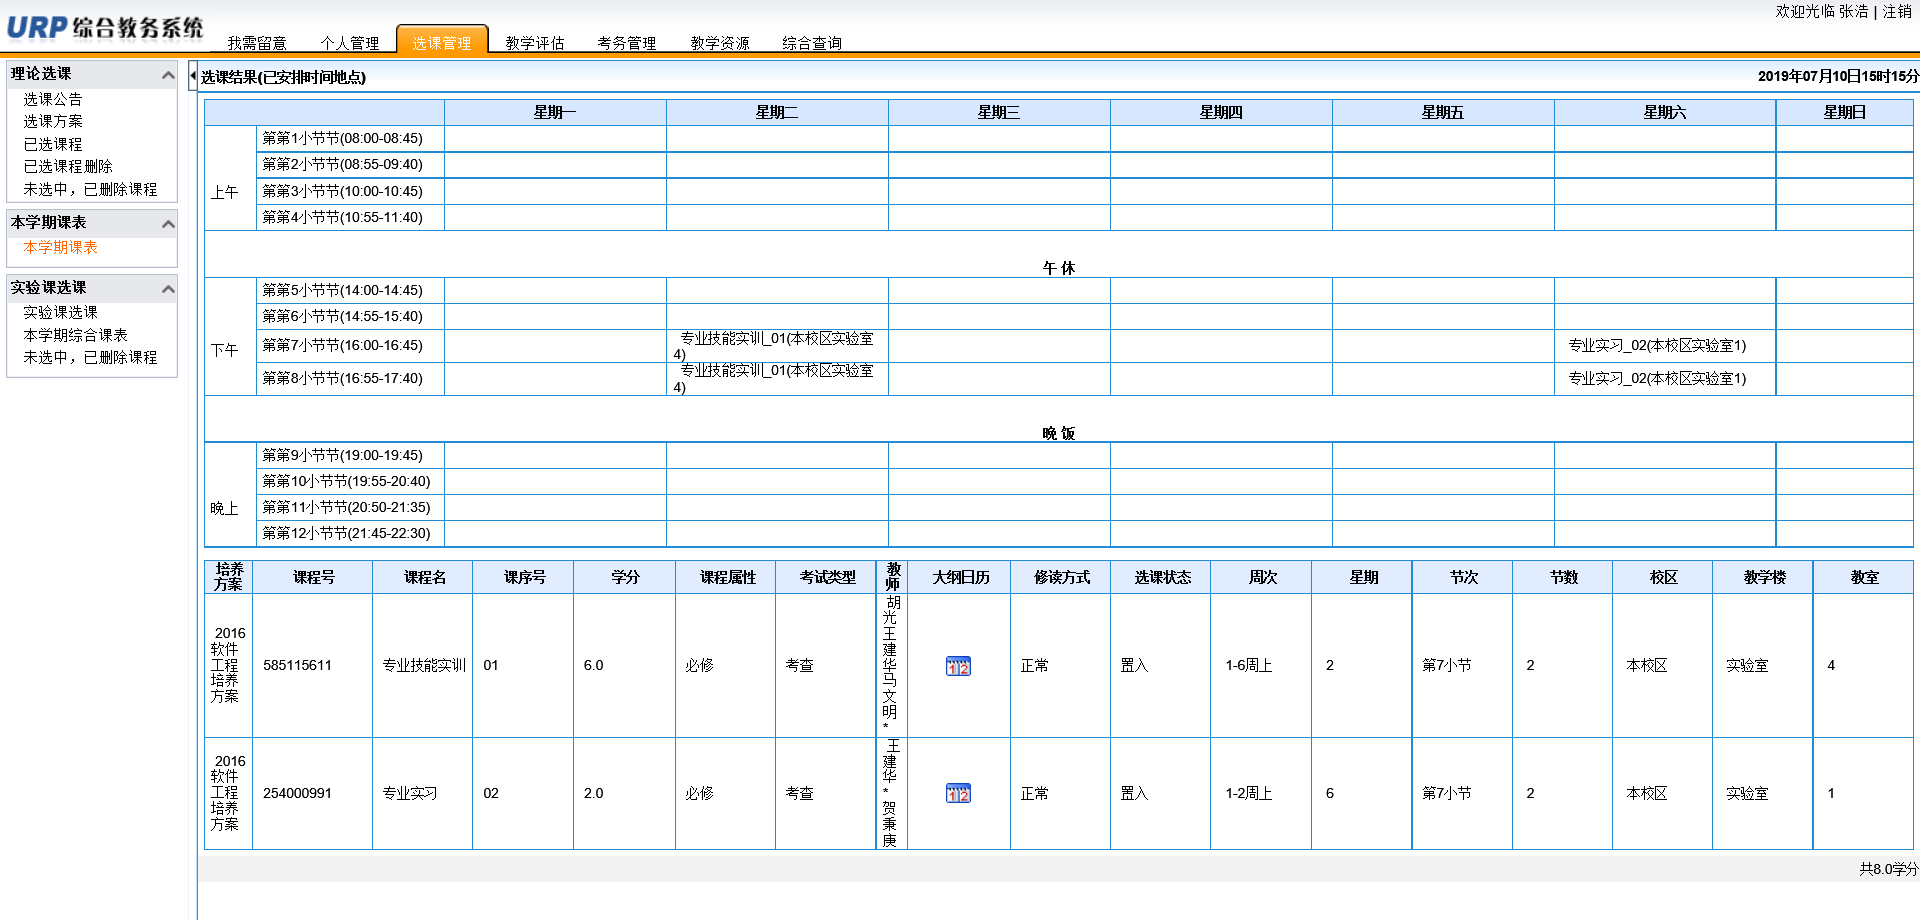 欢迎光临 张浩 | 注销
URP 综合教务系统
我需留意 个人管理 选课管理 教学评估 考务管理 教学资源 综合查询
理论选课
选课公告
选课方案
已选课程
已选课程删除
未选中，已删除课程
本学期课表
本学期课表
实验课选课
实验课选课
本学期综合课表
未选中，已删除课程
选课结果(已安排时间地点) 2019年07月10日15时15分
星期一 星期二 星期三 星期四 星期五 星期六 星期日
上午
第第1小节节(08:00-08:45)
第第2小节节(08:55-09:40)
第第3小节节(10:00-10:45)
第第4小节节(10:55-11:40)
午 休
下午
第第5小节节(14:00-14:45)
第第6小节节(14:55-15:40)
第第7小节节(16:00-16:45) 专业技能实训_01(本校区实验室 专业实习_02(本校区实验室1)
4)
第第8小节节(16:55-17:40) 专业技能实训_01(本校区实验室 专业实习_02(本校区实验室1)
4)
晚 饭
晚上
第第9小节节(19:00-19:45)
第第10小节节(19:55-20:40)
第第11小节节(20:50-21:35)
第第12小节节(21:45-22:30)
培养方案 课程号 课程名 课序号 学分 课程属性 考试类型 教师 大纲日历 修读方式 选课状态 周次 星期 节次 节数 校区 教学楼 教室
2016软件工程培养方案 585115611 专业技能实训 01 6.0 必修 考查 胡光王建华马文明* 12 正常 置入 1-6周上 2 第7小节 2 本校区 实验室 4
2016软件工程培养方案 254000991 专业实习 02 2.0 必修 考查 王建华*贺秉庚 12 正常 置入 1-2周上 6 第7小节 2 本校区 实验室 1
共8.0学分